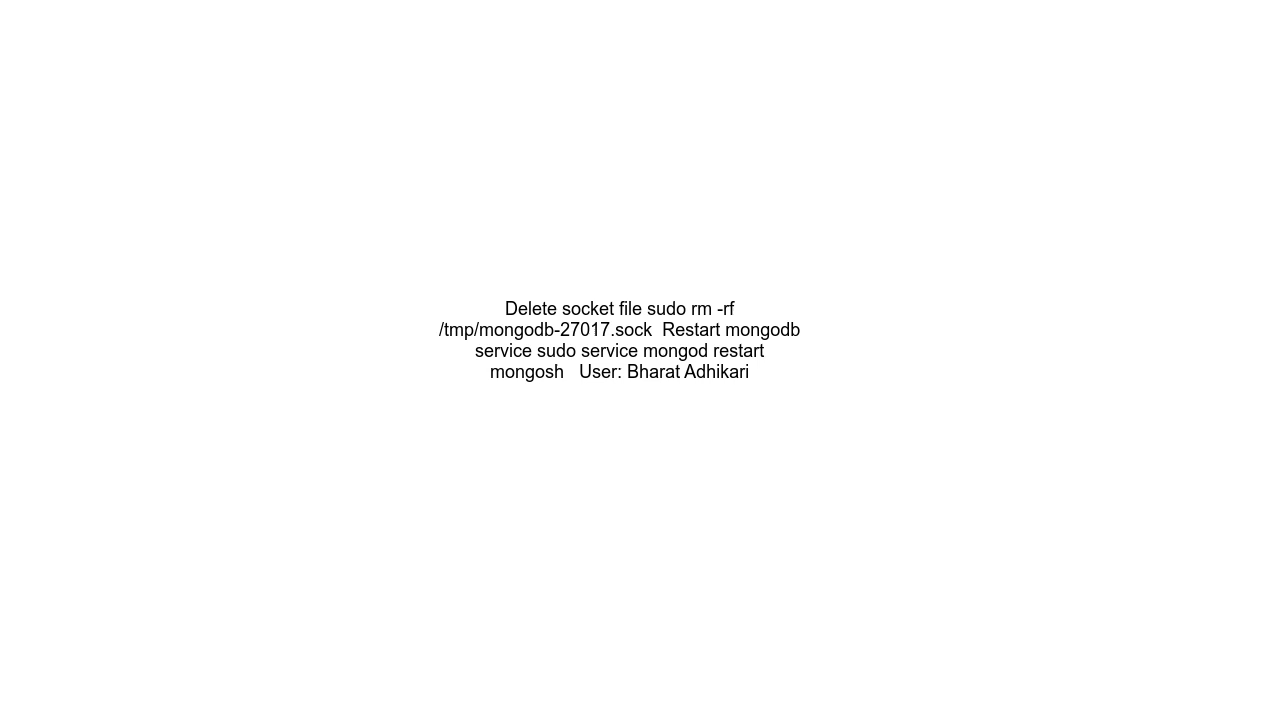 Delete socket file sudo rm -rf
/tmp/mongodb-27017.sock  Restart mongodb
service sudo service mongod restart
mongosh   User: Bharat Adhikari